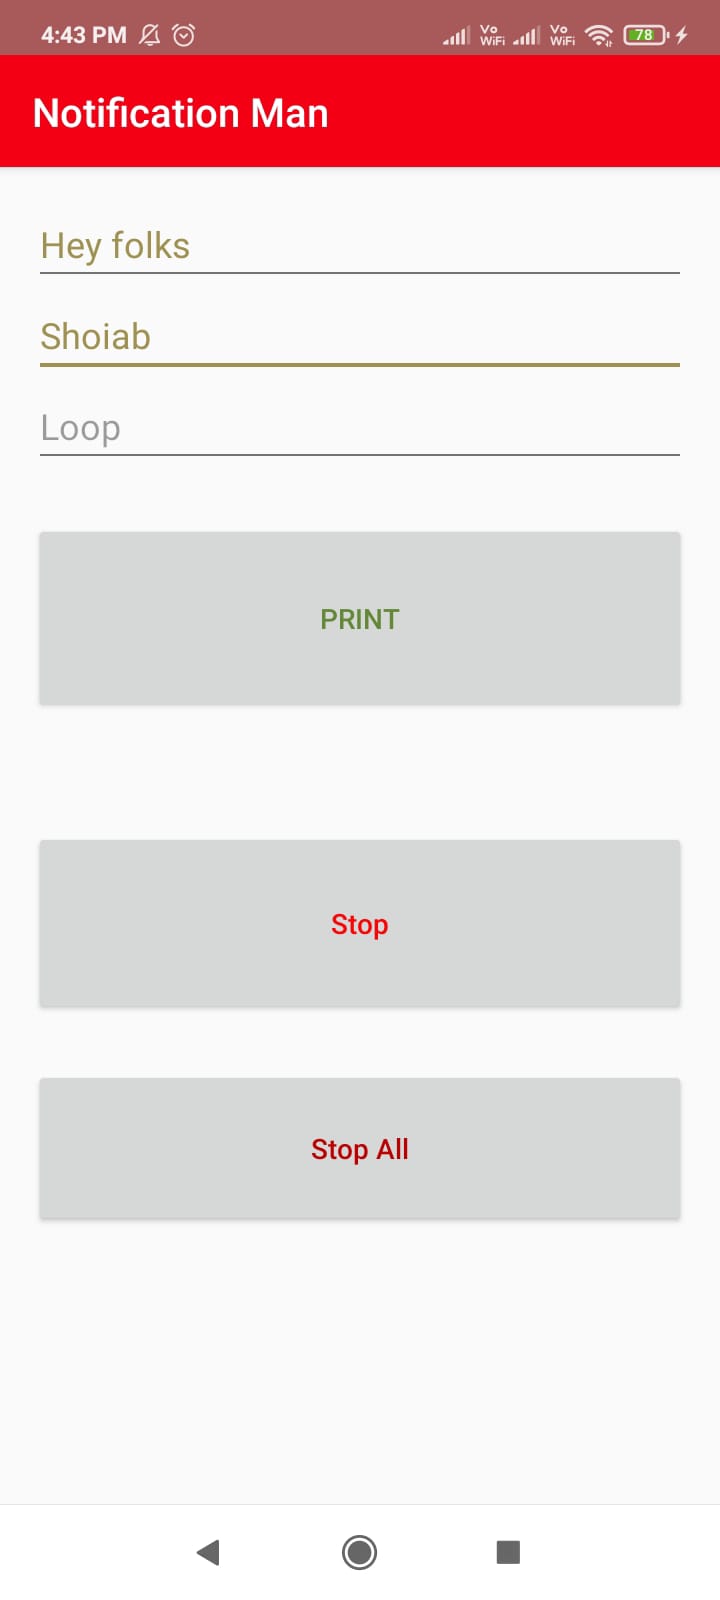 4:43 PM Vo WiFi Vo WiFi 78
Notification Man
Hey folks
Shoiab
Loop
PRINT
Stop
Stop All